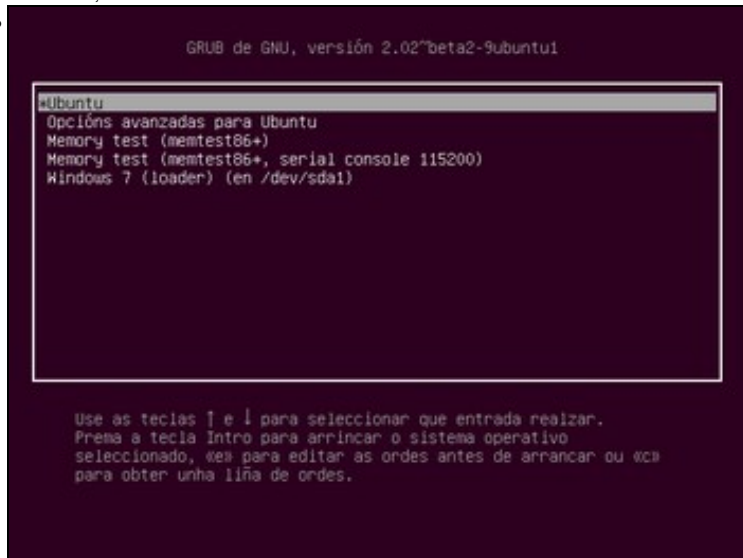 GRUB de GNU, versión 2.02~beta2-9ubuntu1
*Ubuntu
Opcións avanzadas para Ubuntu
Memory test (memtest86+)
Memory test (memtest86+, serial console 115200)
Windows 7 (loader) (en /dev/sda1)
Use as teclas ↑ e ↓ para seleccionar que entrada realzar.
Prema a tecla Intro para arrincar o sistema operativo
seleccionado, «e» para editar as ordes antes de arrancar ou «c»
para obter unha liña de ordes.